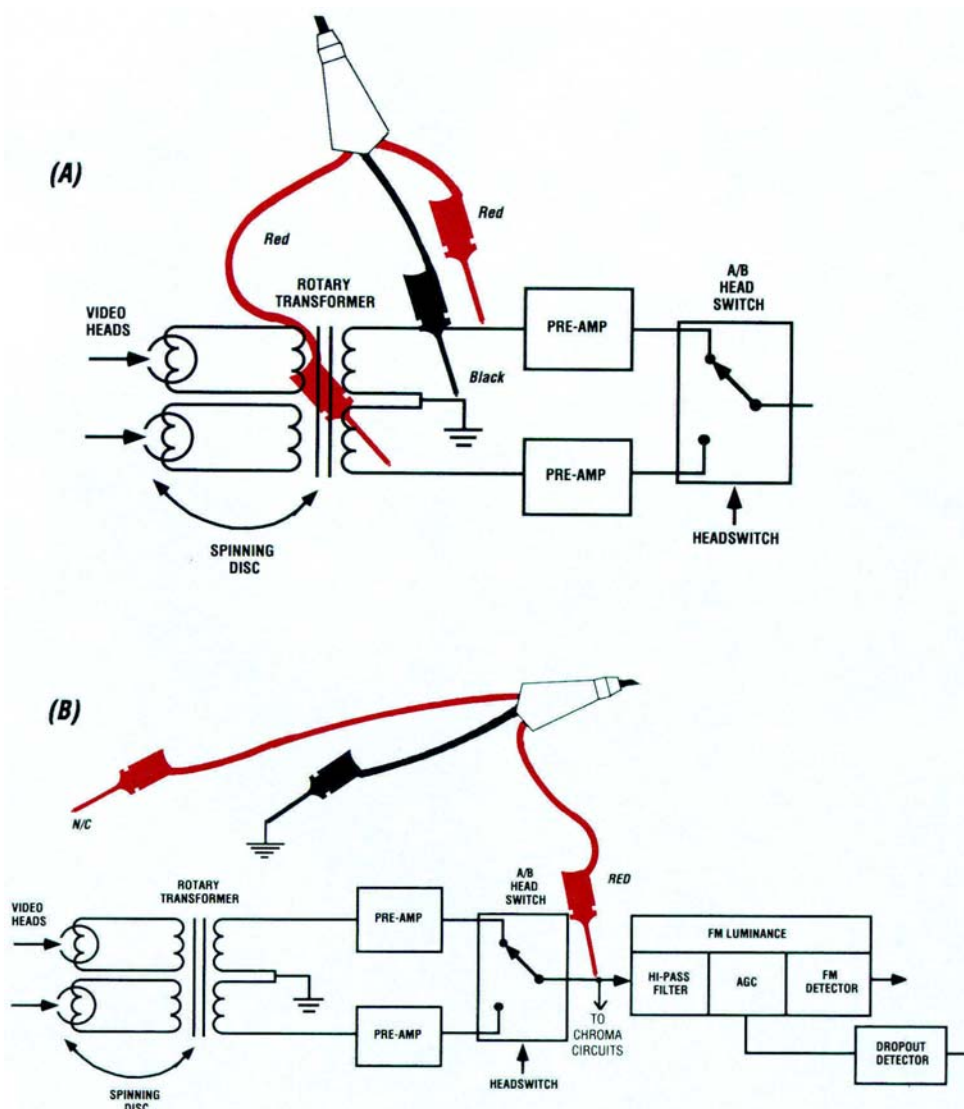 (A)
Red
Red
ROTARY
TRANSFORMER
A/B
HEAD
SWITCH
VIDEO
HEADS
PRE-AMP
Black
PRE-AMP
SPINNING
DISC
HEADSWITCH
(B)
N/C
RED
A/B
HEAD
SWITCH
ROTARY
TRANSFORMER
VIDEO
HEADS
PRE-AMP
FM LUMINANCE
HI-PASS
FILTER
AGC
FM
DETECTOR
PRE-AMP
TO
CHROMA
CIRCUITS
DROPOUT
DETECTOR
HEADSWITCH
SPINNING
DISC